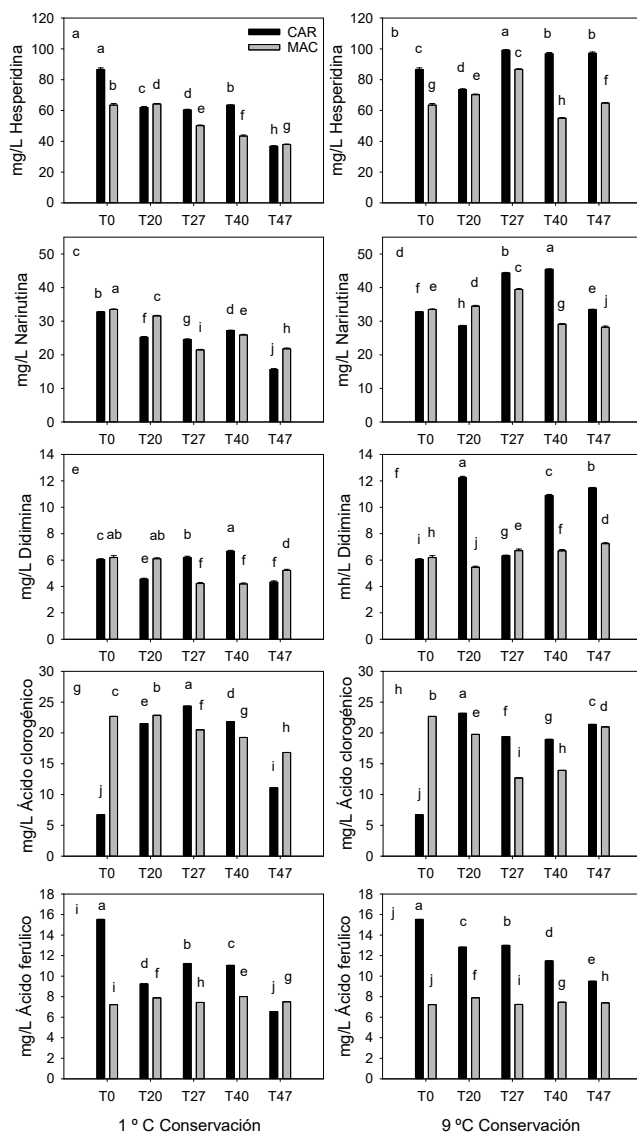 a
CAR
MAC
a b c d d e b f h g
120
100
80
60
40
20
0
mg/L Hesperidina
T0 T20 T27 T40 T47
b
c g d e a c b h b f
120
100
80
60
40
20
0
mg/L Hesperidina
T0 T20 T27 T40 T47
c
b a f c g i d e j h
50
40
30
20
10
0
mg/L Narirutina
T0 T20 T27 T40 T47
d
f e h d b c a g e j
50
40
30
20
10
0
mg/L Narirutina
T0 T20 T27 T40 T47
e
c ab e ab b f a f f d
14
12
10
8
6
4
2
0
mg/L Didimina
T0 T20 T27 T40 T47
f
i h a j g e c f b d
14
12
10
8
6
4
2
0
mh/L Didimina
T0 T20 T27 T40 T47
g
j c e b a f d g i h
30
25
20
15
10
5
0
mg/L Ácido clorogénico
T0 T20 T27 T40 T47
h
j b a e f i g h c d
30
25
20
15
10
5
0
mg/L Ácido clorogénico
T0 T20 T27 T40 T47
i
a i d f b h c e j g
18
16
14
12
10
8
6
4
2
0
mg/L Ácido ferúlico
T0 T20 T27 T40 T47
1 º C Conservación
j
a j c f b i d g e h
18
16
14
12
10
8
6
4
2
0
mg/L Ácido ferúlico
T0 T20 T27 T40 T47
9 ºC Conservación